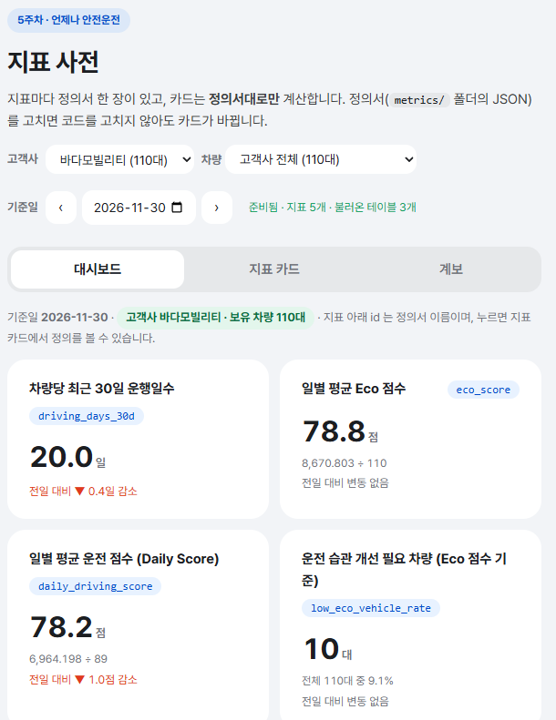 5주차 · 언제나 안전운전
지표 사전
지표마다 정의서 한 장이 있고, 카드는 정의서대로만 계산합니다. 정의서( metrics/ 폴더의 JSON)
를 고치면 코드를 고치지 않아도 카드가 바뀝니다.
고객사 바다모빌리티 (110대) 차량 고객사 전체 (110대)
기준일 ‹ 2026-11-30 › 준비됨 · 지표 5개 · 불러온 테이블 3개
대시보드 지표 카드 계보
기준일 2026-11-30 · 고객사 바다모빌리티 · 보유 차량 110대 · 지표 아래 id 는 정의서 이름이며, 누르면 지표
카드에서 정의를 볼 수 있습니다.
차량당 최근 30일 운행일수
driving_days_30d
20.0 일
전일 대비 ▼ 0.4일 감소
일별 평균 Eco 점수 eco_score
78.8 점
8,670.803 ÷ 110
전일 대비 변동 없음
일별 평균 운전 점수 (Daily Score)
daily_driving_score
78.2 점
6,964.198 ÷ 89
전일 대비 ▼ 1.0점 감소
운전 습관 개선 필요 차량 (Eco 점수 기
준)
low_eco_vehicle_rate
10 대
전체 110대 중 9.1%
전일 대비 변동 없음